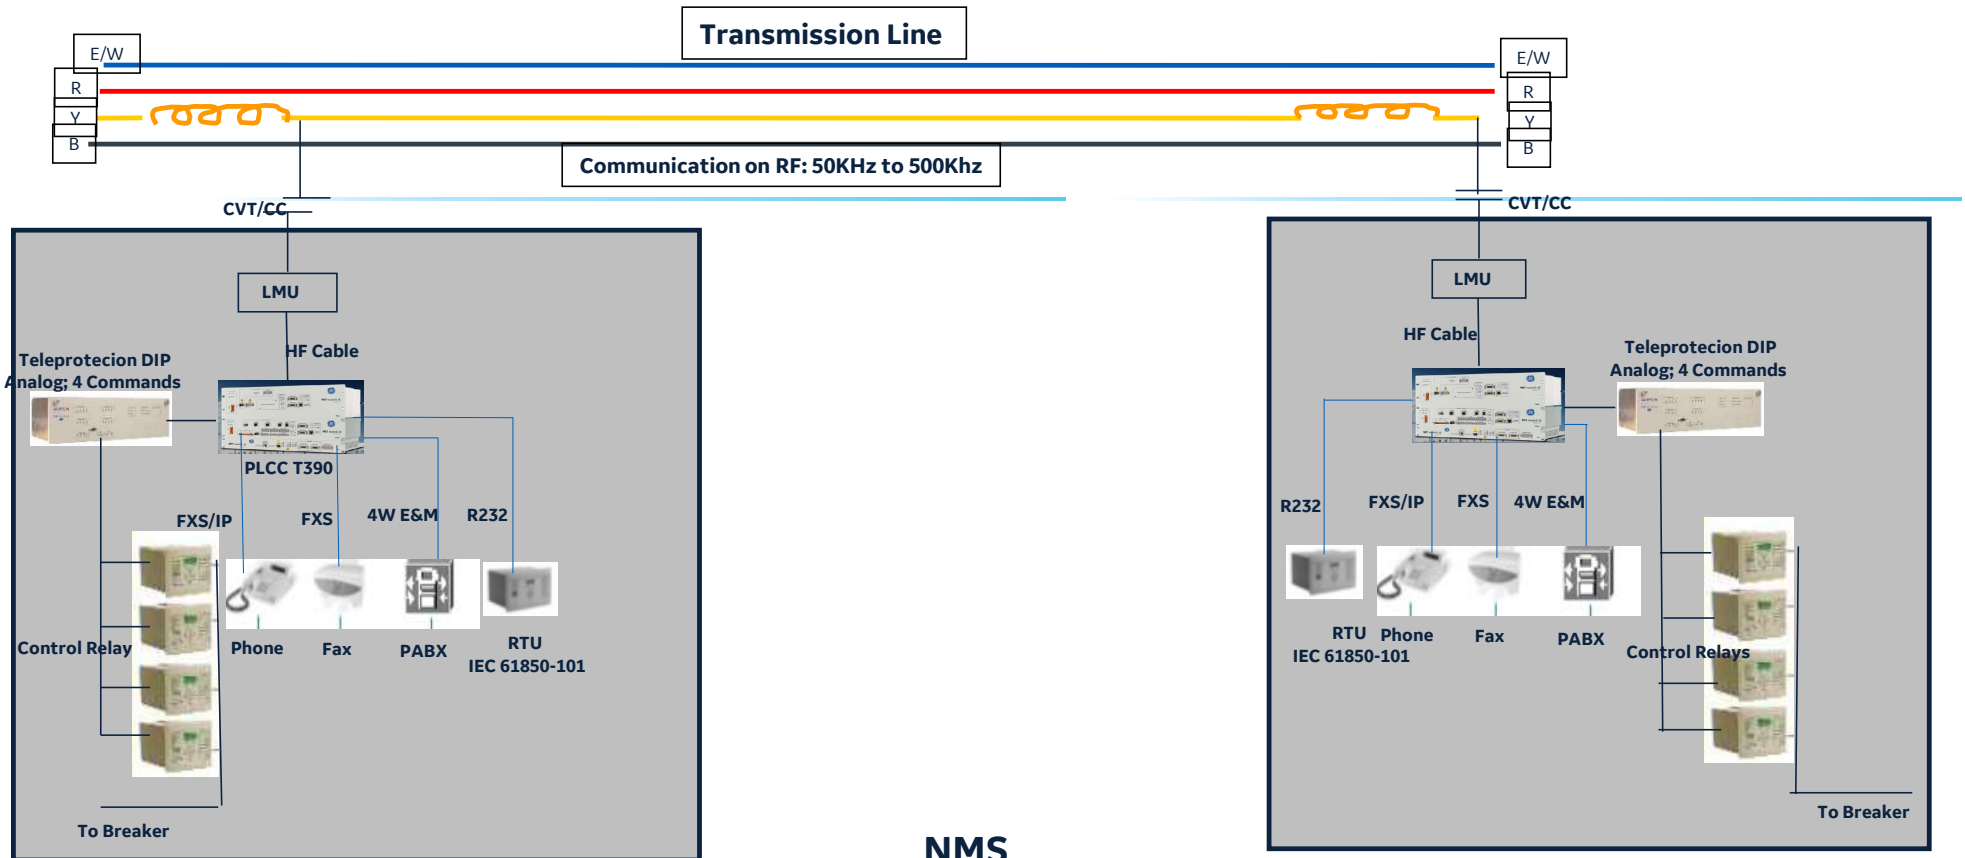 Transmission Line
E/W
E/W
R
R
Y
Y
B
B
Communication on RF: 50KHz to 500Khz
CVT/CC
CVT/CC
LMU
LMU
HF Cable
HF Cable
Teleprotecion DIP
Analog; 4 Commands
Teleprotecion DIP
Analog; 4 Commands
PLCC T390
FXS/IP
FXS
4W E&M
R232
R232
FXS/IP
FXS
4W E&M
Control Relay
Phone
Fax
PABX
RTU
IEC 61850-101
RTU
IEC 61850-101
Phone
Fax
PABX
Control Relays
To Breaker
To Breaker
NMS